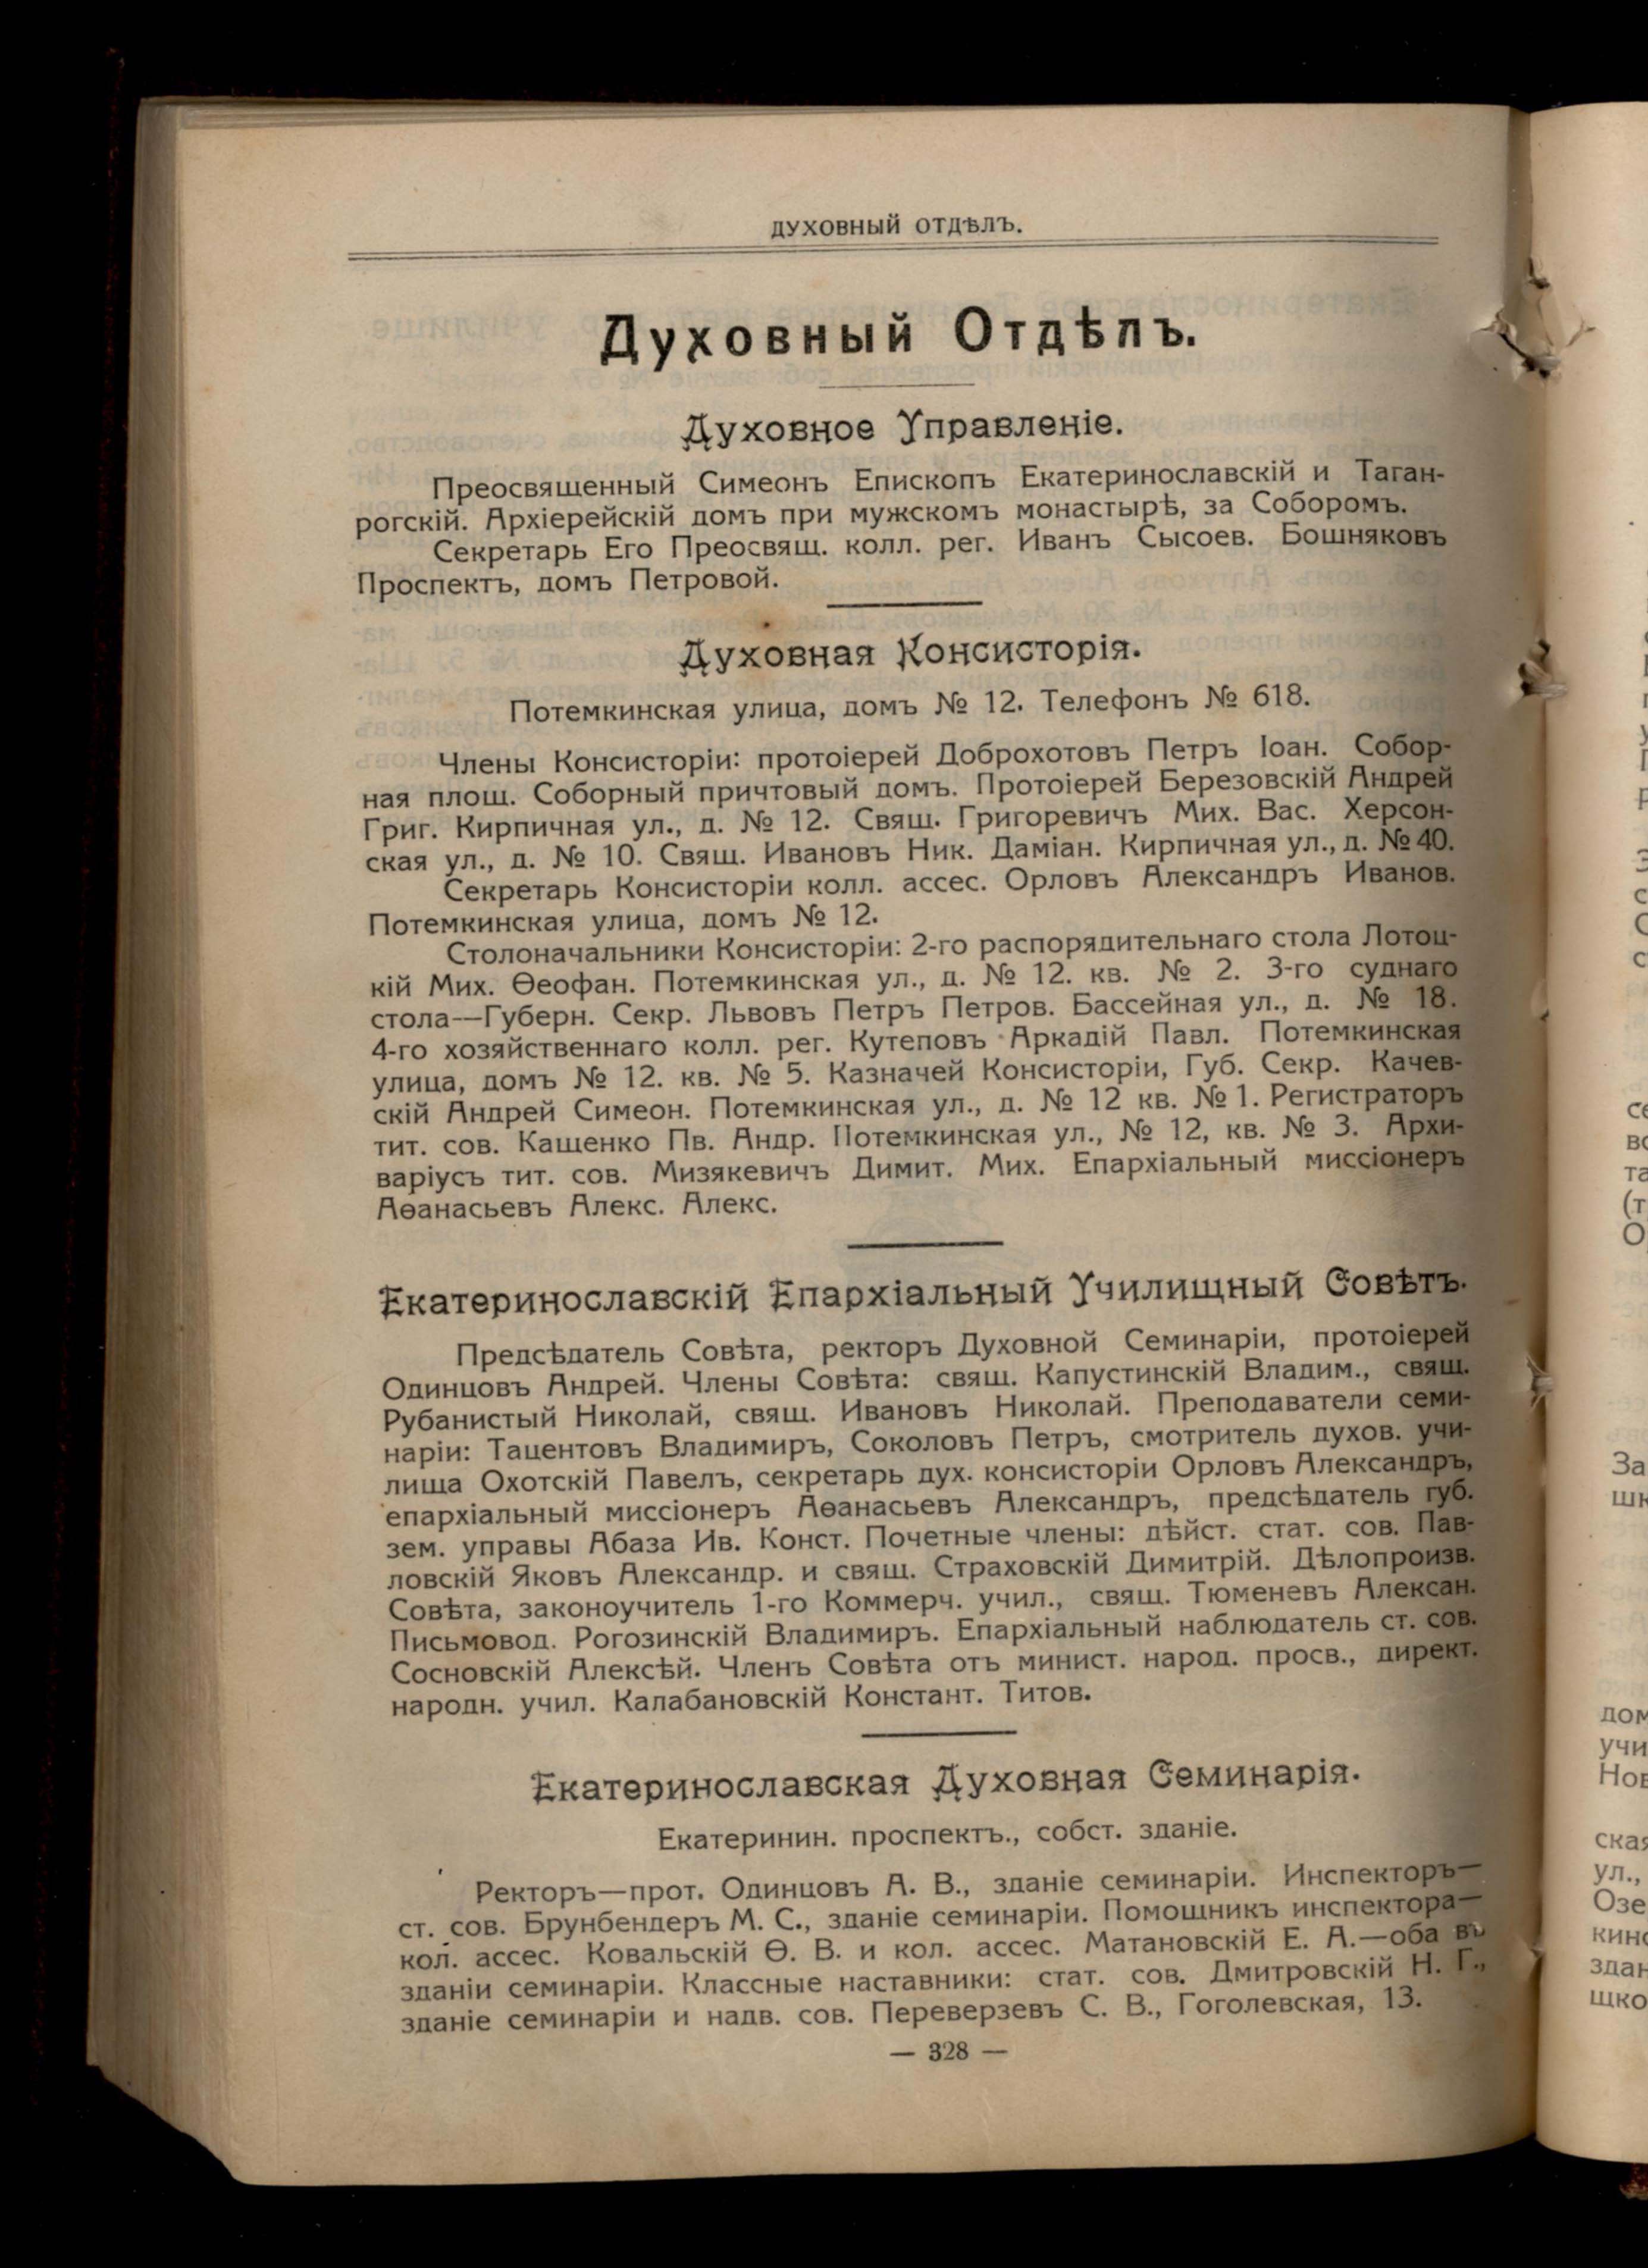 ДУХОВНЫЙ ОТДѢЛЪ.
Духовный Отдѣлъ.
Духовное Управленіе.
Преосвященный Симеонъ Епископъ Екатеринославскій и Таган-
рогскій. Архіерейскій домъ при мужскомъ монастырѣ, за Соборомъ.
Секретарь Его Преосвящ. колл. рег. Иванъ Сысоев. Бошняковъ
Проспектъ, домъ Петровой.
Духовная Консисторія.
Потемкинская улица, домъ № 12. Телефонъ № 618.
Члены Консисторіи: протоіерей Доброхотовъ Петръ Іоан. Собор-
ная площ. Соборный причтовый домъ. Протоіерей Березовскій Андрей
Григ. Кирпичная ул., д. № 12. Свящ. Григоревичъ Мих. Вас. Херсон-
ская ул., д. № 10. Свящ. Ивановъ Ник. Даміан. Кирпичная ул., д. № 40.
Секретарь Консисторіи колл. ассес. Орловъ Александръ Иванов.
Потемкинская улица, домъ № 12.
Столоначальники Консисторіи: 2-го распорядительнаго стола Лотоц-
кій Мих. Ѳеофан. Потемкинская ул., д. № 12. кв. № 2. 3-го суднаго
стола—Губерн. Секр. Львовъ Петръ Петров. Бассейная ул., д. № 18.
4-го хозяйственнаго колл. рег. Кутеповъ Аркадій Павл. Потемкинская
улица, домъ № 12. кв. № 5. Казначей Консисторіи, Губ. Секр. Качев-
скій Андрей Симеон. Потемкинская ул., д. № 12 кв. № 1. Регистраторъ
тит. сов. Кащенко Пв. Андр. Потемкинская ул., № 12, кв. № 3. Архи-
варіусъ тит. сов. Мизякевичъ Димит. Мих. Епархіальный миссіонеръ
Аѳанасьевъ Алекс. Алекс.
Екатеринославскій Епархіальный Училищный Совѣтъ.
Предсѣдатель Совѣта, ректоръ Духовной Семинаріи, протоіерей
Одинцовъ Андрей. Члены Совѣта: свящ. Капустинскій Владим., свящ.
Рубанистый Николай, свящ. Ивановъ Николай. Преподаватели семи-
наріи: Тацентовъ Владимиръ, Соколовъ Петръ, смотритель духов. учи-
лища Охотскій Павелъ, секретарь дух. консисторіи Орловъ Александръ,
епархіальный миссіонеръ Аѳанасьевъ Александръ, предсѣдатель губ.
зем. управы Абаза Ив. Конст. Почетные члены: дѣйст. стат. сов. Пав-
ловскій Яковъ Александр. и свящ. Страховскій Димитрій. Дѣлопроизв.
Совѣта, законоучитель 1-го Коммерч. учил., свящ. Тюменевъ Алексан.
Письмовод. Рогозинскій Владимиръ. Епархіальный наблюдатель ст. сов.
Сосновскій Алексѣй. Членъ Совѣта отъ минист. народ. просв., директ.
народн. учил. Калабановскій Констант. Титов.
Екатеринославская Духовная Семинарія.
Екатеринин. проспектъ., собст. зданіе.
Ректоръ—прот. Одинцовъ А. В., зданіе семинаріи. Инспекторъ—
ст. сов. Брунбендеръ М. С., зданіе семинаріи. Помощникъ инспектора—
кол. ассес. Ковальскій Ѳ. В. и кол. ассес. Матановскій Е. А.—оба въ
зданіи семинаріи. Классные наставники: стат. сов. Дмитровскій Н. Г.,
зданіе семинаріи и надв. сов. Переверзевъ С. В., Гоголевская, 13.
— 328 —